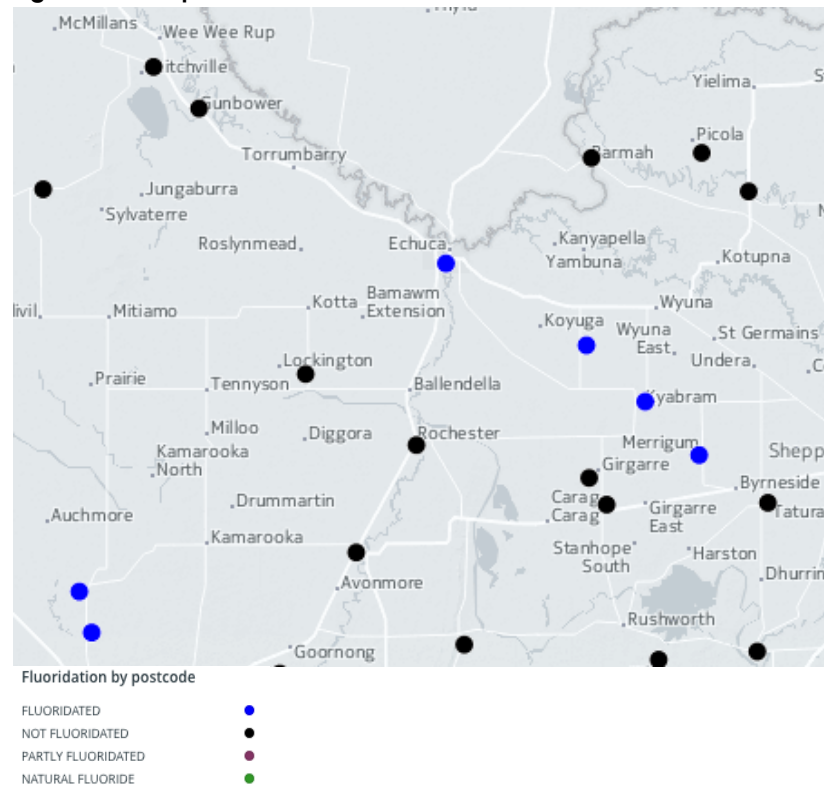 McMillans
Wee Wee Rup
Yielima
Picola
Torrumbarry
Barmah
Jungaburra
Sylvaterre
Roslynmead
Echuca
Kanyapella
Yambuna
Kotupna
Kotta
Bamawm
Extension
Wyuna
Mitiamo
Koyuga
Wyuna
East
St Germains
Undera
Lockington
Prairie
Tennyson
Ballendella
Kyabram
Milloo
Diggora
Rochester
Merrigum
Kamarooka
North
Girgarre
Shepp
Byrneside
Drummartin
Carag
Carag
Girgarre
East
Tatura
Auchmore
Kamarooka
Stanhope
South
Harston
Avonmore
Dhurrin
Rushworth
Goornong
Fluoridation by postcode
FLUORIDATED
NOT FLUORIDATED
PARTLY FLUORIDATED
NATURAL FLUORIDE